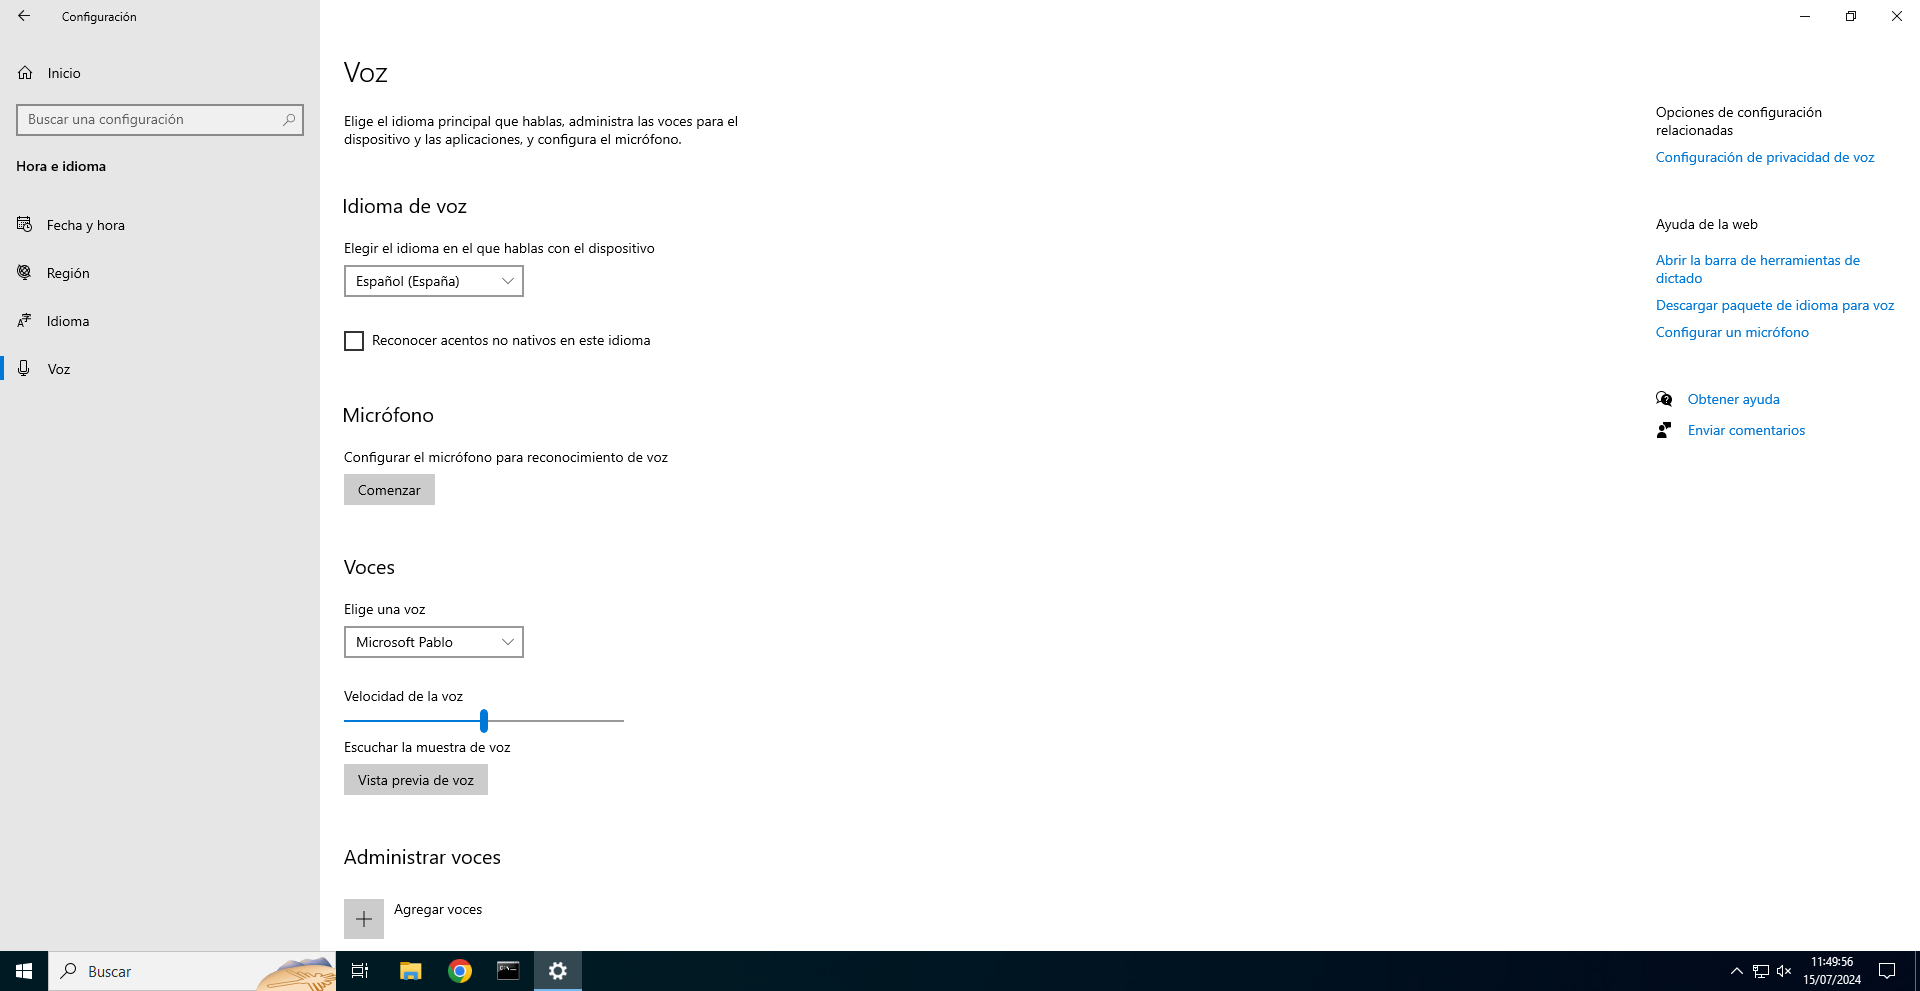 Configuración
Inicio
Buscar una configuración
Hora e idioma
Fecha y hora
Región
Idioma
Voz
Voz
Elige el idioma principal que hablas, administra las voces para el
dispositivo y las aplicaciones, y configura el micrófono.
Idioma de voz
Elegir el idioma en el que hablas con el dispositivo
Español (España)
Reconocer acentos no nativos en este idioma
Micrófono
Configurar el micrófono para reconocimiento de voz
Comenzar
Voces
Elige una voz
Microsoft Pablo
Velocidad de la voz
Escuchar la muestra de voz
Vista previa de voz
Administrar voces
Agregar voces
Opciones de configuración
relacionadas
Configuración de privacidad de voz
Ayuda de la web
Abrir la barra de herramientas de
dictado
Descargar paquete de idioma para voz
Configurar un micrófono
Obtener ayuda
Enviar comentarios
Buscar
11:49:56
15/07/2024